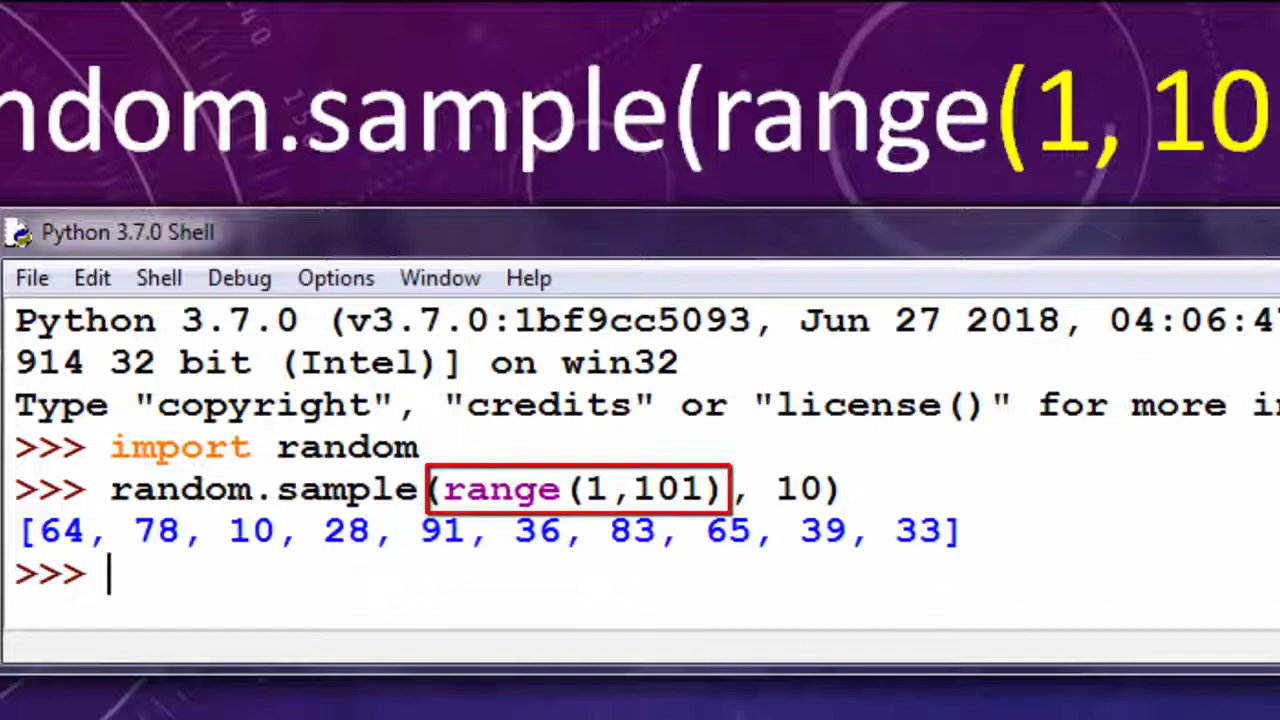 ndom.sample(range(1, 10
Python 3.7.0 Shell
File Edit Shell Debug Options Window Help
Python 3.7.0 (v3.7.0:1bf9cc5093, Jun 27 2018, 04:06:47
914 32 bit (Intel)] on win32
Type "copyright", "credits" or "license()" for more in
>>> import random
>>> random.sample(range(1,101), 10)
[64, 78, 10, 28, 91, 36, 83, 65, 39, 33]
>>>